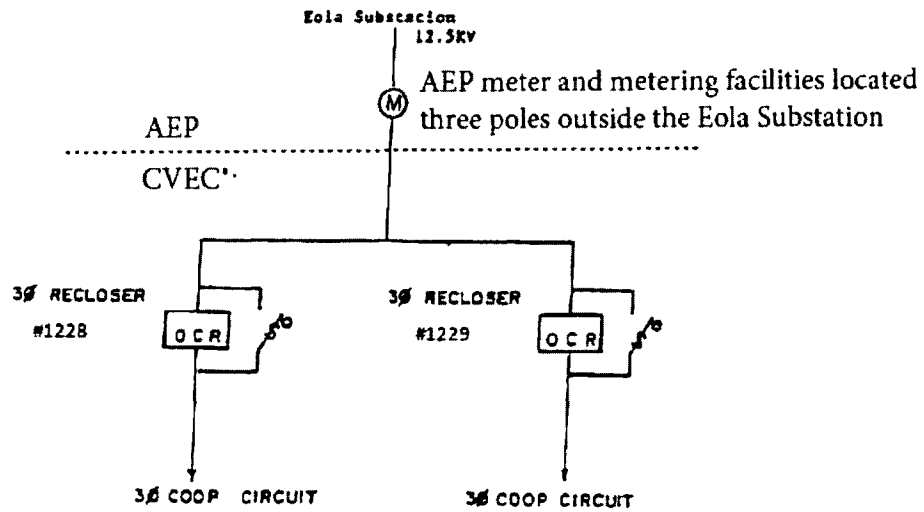 Eola Substation
12.5KV
M
AEP meter and metering facilities located
three poles outside the Eola Substation
AEP
CVEC
3Ø RECLOSER
#1228
OCR
3Ø RECLOSER
#1229
OCR
3Ø COOP CIRCUIT
3Ø COOP CIRCUIT